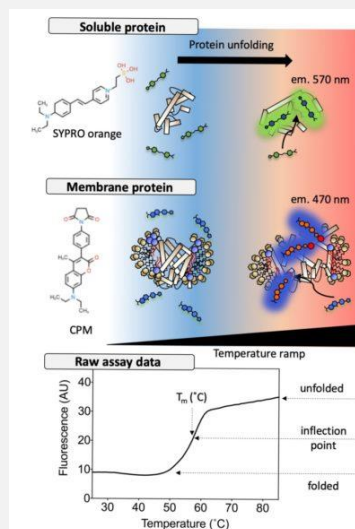 Soluble protein
Protein unfolding
em. 570 nm
SYPRO orange
Membrane protein
em. 470 nm
CPM
Temperature ramp
Raw assay data
Fluorescence (AU)
40
30
20
10
0
Tm (˚C)
unfolded
inflection
point
folded
30 40 50 60 70 80
Temperature (˚C)